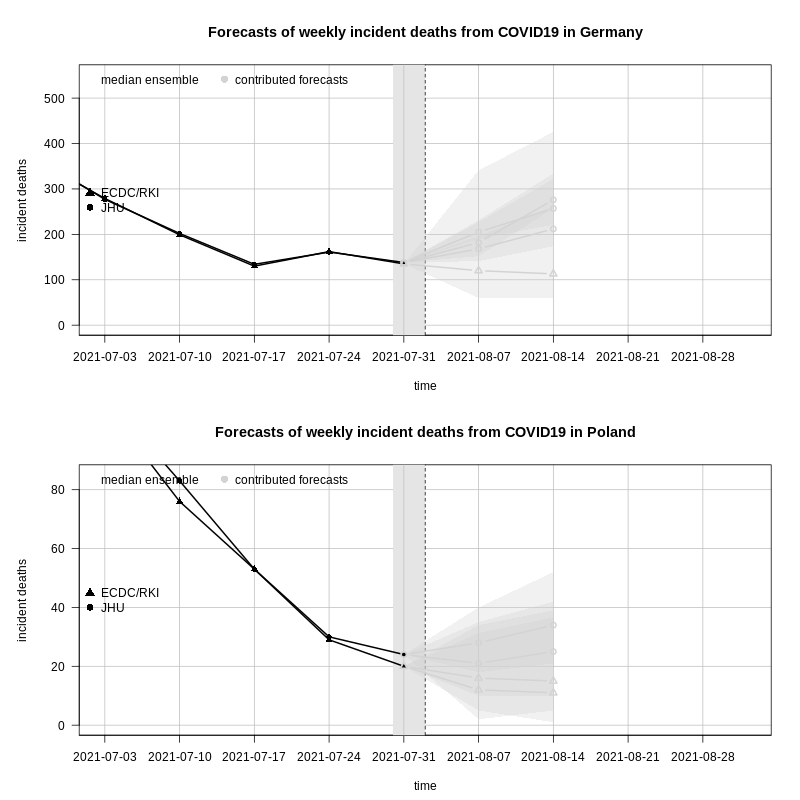 Forecasts of weekly incident deaths from COVID19 in Germany
median ensemble contributed forecasts
500
400
300
200
100
0
incident deaths
ECDC/RKI
JHU
2021-07-03 2021-07-10 2021-07-17 2021-07-24 2021-07-31 2021-08-07 2021-08-14 2021-08-21 2021-08-28
time
Forecasts of weekly incident deaths from COVID19 in Poland
median ensemble contributed forecasts
80
60
40
20
0
incident deaths
ECDC/RKI
JHU
2021-07-03 2021-07-10 2021-07-17 2021-07-24 2021-07-31 2021-08-07 2021-08-14 2021-08-21 2021-08-28
time